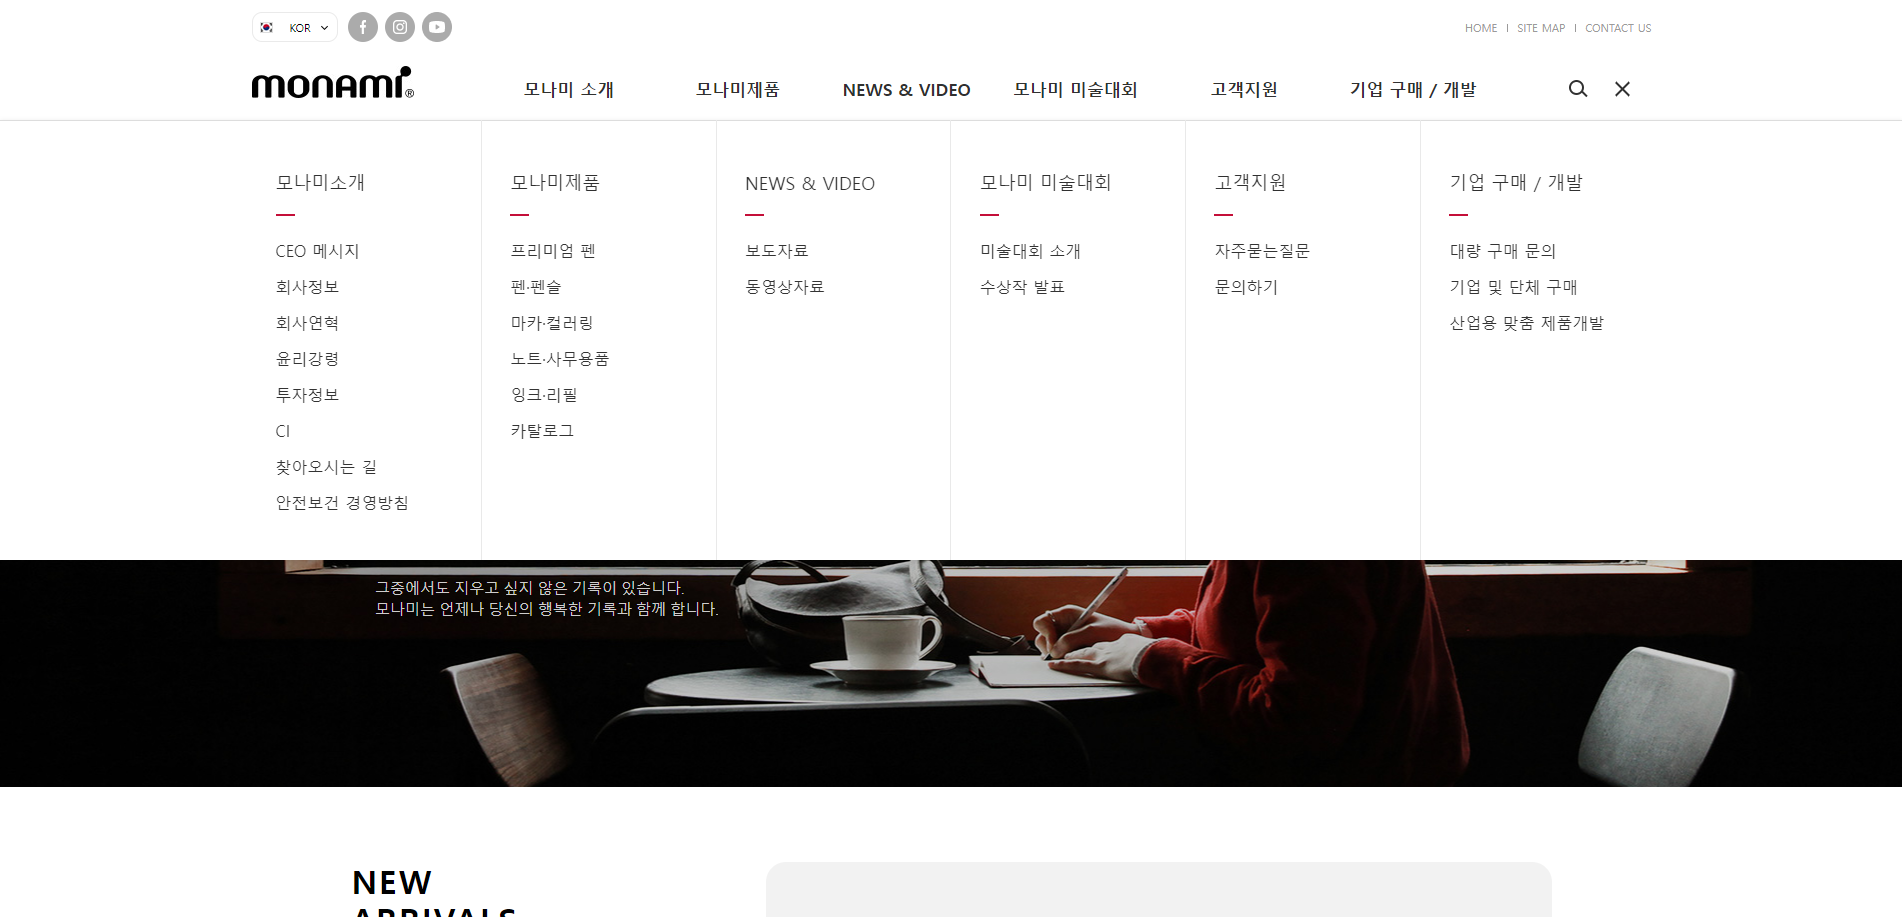 KOR
HOME
SITE MAP
CONTACT US
monami®
모나미 소개
모나미제품
NEWS & VIDEO
모나미 미술대회
고객지원
기업 구매 / 개발
모나미소개
CEO 메시지
회사정보
회사연혁
윤리강령
투자정보
CI
찾아오시는 길
안전보건 경영방침
모나미제품
프리미엄 펜
펜·펜슬
마카·컬러링
노트·사무용품
잉크·리필
카탈로그
NEWS & VIDEO
보도자료
동영상자료
모나미 미술대회
미술대회 소개
수상작 발표
고객지원
자주묻는질문
문의하기
기업 구매 / 개발
대량 구매 문의
기업 및 단체 구매
산업용 맞춤 제품개발
그중에서도 지우고 싶지 않은 기록이 있습니다.
모나미는 언제나 당신의 행복한 기록과 함께 합니다.
NEW
ARRIVALS